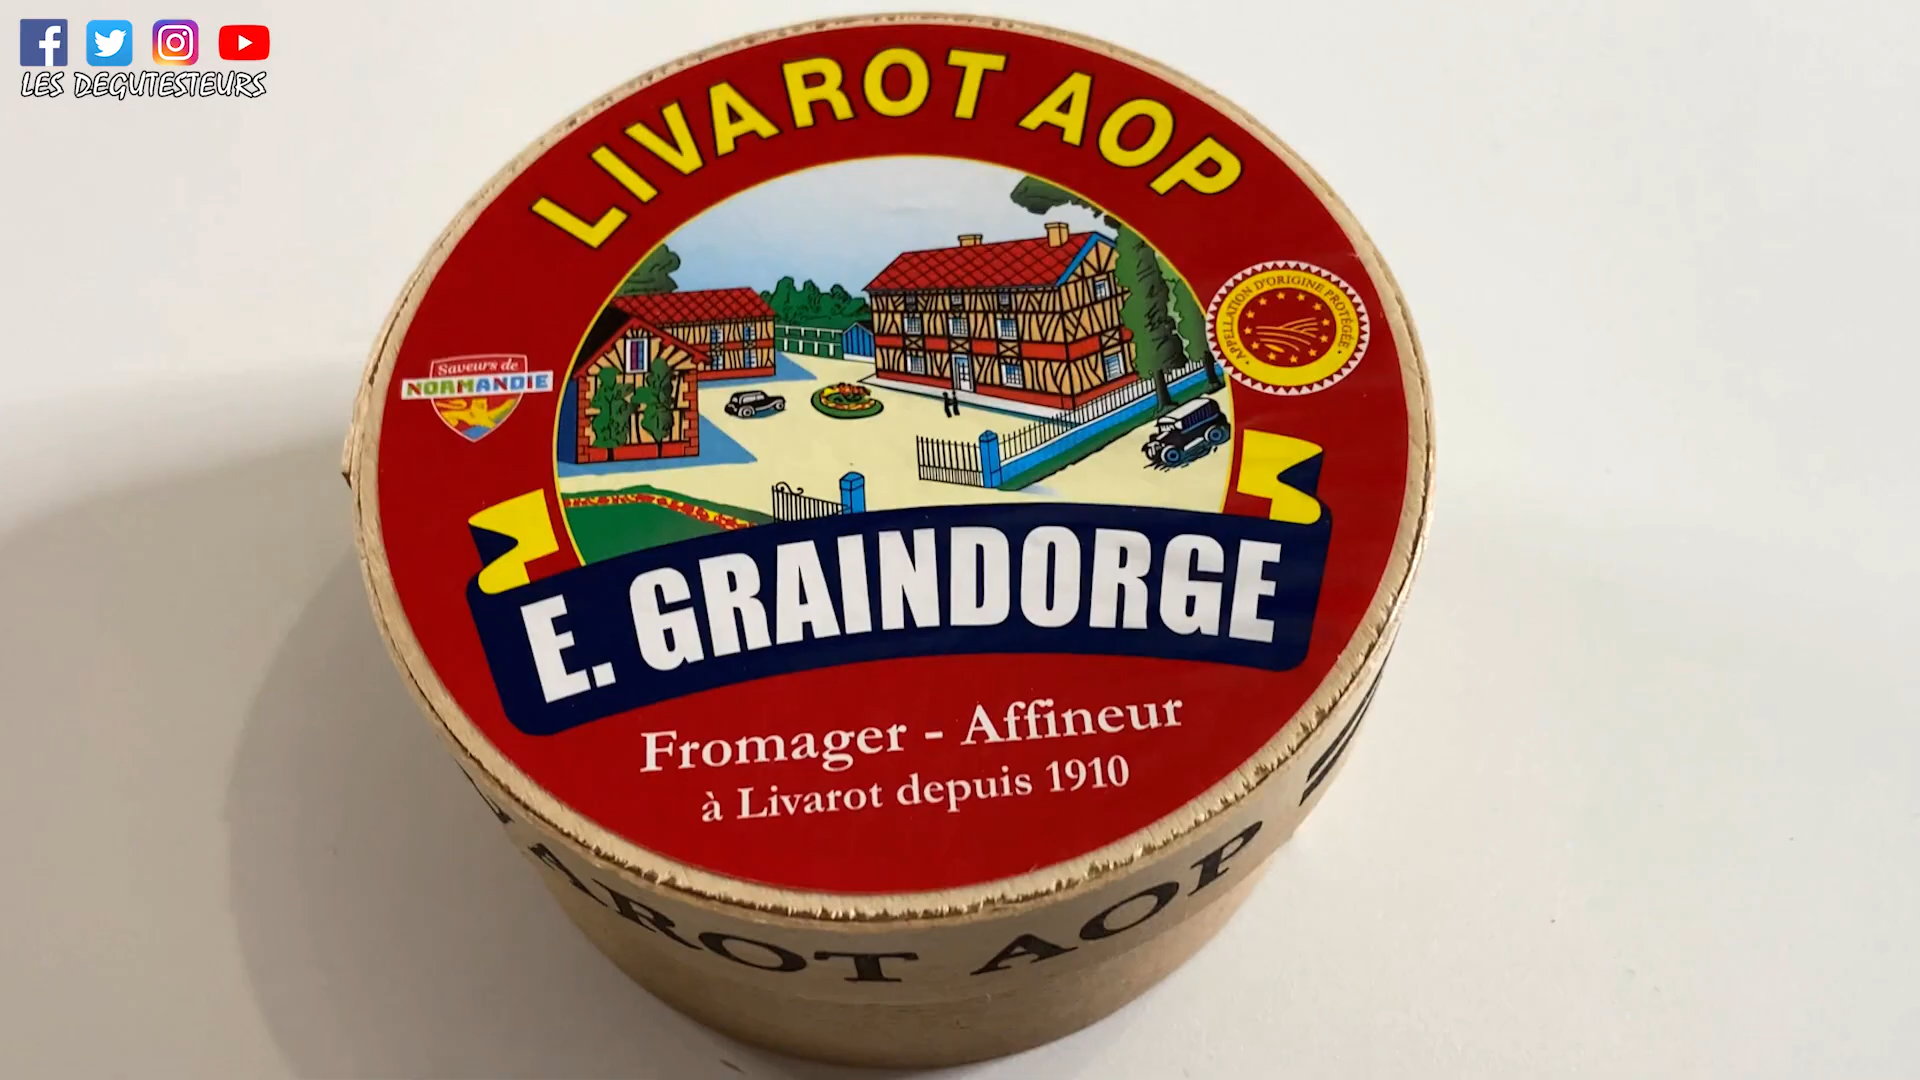 LES DEGUTESTEURS
LIVAROT AOP
APPELLATION D'ORIGINE PROTÉGÉE
Saveurs de
NORMANDIE
E. GRAINDORGE
Fromager - Affineur
à Livarot depuis 1910
AROT AOP